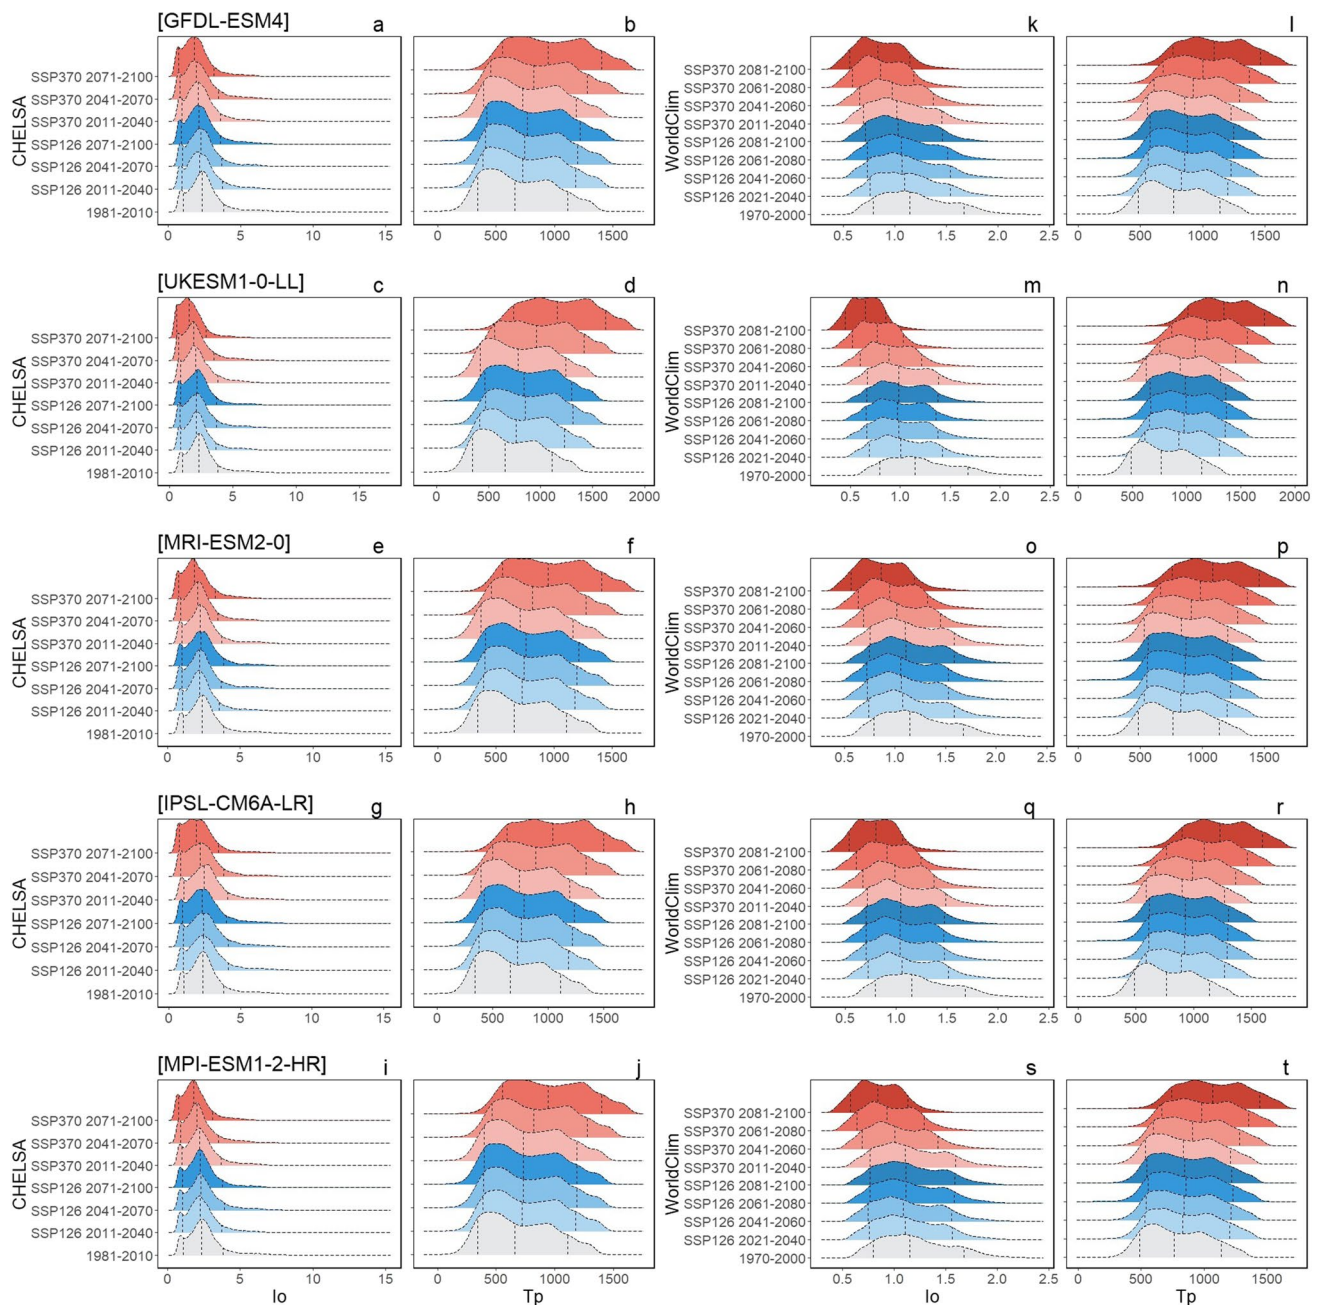 [GFDL-ESM4] a b k l
CHELSA
SSP370 2071-2100
SSP370 2041-2070
SSP370 2011-2040
SSP126 2071-2100
SSP126 2041-2070
SSP126 2011-2040
1981-2010
0 5 10 15
0 500 1000 1500
WorldClim
SSP370 2081-2100
SSP370 2061-2080
SSP370 2041-2060
SSP370 2011-2040
SSP126 2081-2100
SSP126 2061-2080
SSP126 2041-2060
SSP126 2021-2040
1970-2000
0.5 1.0 1.5 2.0 2.5
0 500 1000 1500
[UKESM1-0-LL] c d m n
CHELSA
SSP370 2071-2100
SSP370 2041-2070
SSP370 2011-2040
SSP126 2071-2100
SSP126 2041-2070
SSP126 2011-2040
1981-2010
0 5 10 15
0 500 1000 1500 2000
WorldClim
SSP370 2081-2100
SSP370 2061-2080
SSP370 2041-2060
SSP370 2011-2040
SSP126 2081-2100
SSP126 2061-2080
SSP126 2041-2060
SSP126 2021-2040
1970-2000
0.5 1.0 1.5 2.0 2.5
0 500 1000 1500 2000
[MRI-ESM2-0] e f o p
CHELSA
SSP370 2071-2100
SSP370 2041-2070
SSP370 2011-2040
SSP126 2071-2100
SSP126 2041-2070
SSP126 2011-2040
1981-2010
0 5 10 15
0 500 1000 1500
WorldClim
SSP370 2081-2100
SSP370 2061-2080
SSP370 2041-2060
SSP370 2011-2040
SSP126 2081-2100
SSP126 2061-2080
SSP126 2041-2060
SSP126 2021-2040
1970-2000
0.5 1.0 1.5 2.0 2.5
0 500 1000 1500
[IPSL-CM6A-LR] g h q r
CHELSA
SSP370 2071-2100
SSP370 2041-2070
SSP370 2011-2040
SSP126 2071-2100
SSP126 2041-2070
SSP126 2011-2040
1981-2010
0 5 10 15
0 500 1000 1500
WorldClim
SSP370 2081-2100
SSP370 2061-2080
SSP370 2041-2060
SSP370 2011-2040
SSP126 2081-2100
SSP126 2061-2080
SSP126 2041-2060
SSP126 2021-2040
1970-2000
0.5 1.0 1.5 2.0 2.5
0 500 1000 1500
[MPI-ESM1-2-HR] i j s t
CHELSA
SSP370 2071-2100
SSP370 2041-2070
SSP370 2011-2040
SSP126 2071-2100
SSP126 2041-2070
SSP126 2011-2040
1981-2010
0 5 10 15
0 500 1000 1500
WorldClim
SSP370 2081-2100
SSP370 2061-2080
SSP370 2041-2060
SSP370 2011-2040
SSP126 2081-2100
SSP126 2061-2080
SSP126 2041-2060
SSP126 2021-2040
1970-2000
0.5 1.0 1.5 2.0 2.5
0 500 1000 1500
Io Tp Io Tp